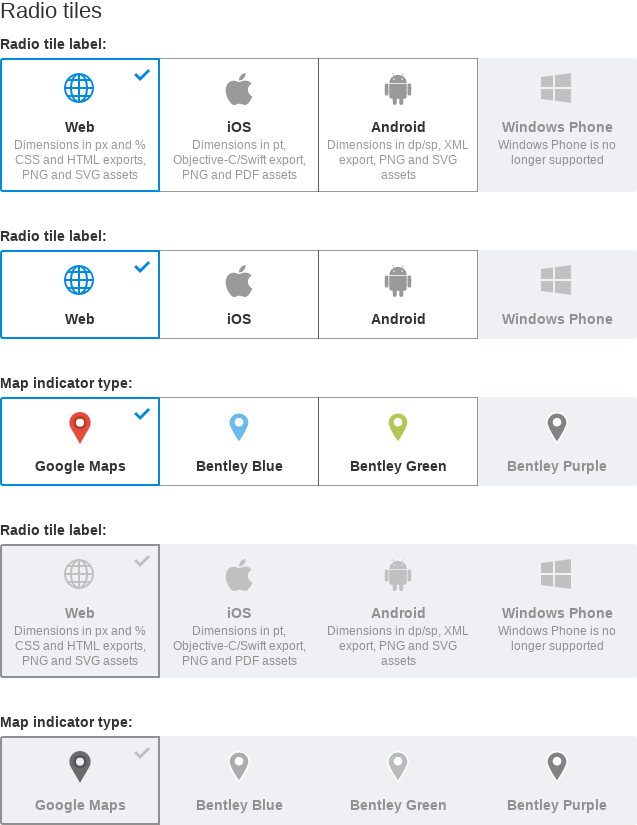 Radio tiles
Radio tile label:
Web
Dimensions in px and %
CSS and HTML exports,
PNG and SVG assets
iOS
Dimensions in pt,
Objective-C/Swift export,
PNG and PDF assets
Android
Dimensions in dp/sp, XML
export, PNG and SVG
assets
Windows Phone
Windows Phone is no
longer supported
Radio tile label:
Web
iOS
Android
Windows Phone
Map indicator type:
Google Maps
Bentley Blue
Bentley Green
Bentley Purple
Radio tile label:
Web
Dimensions in px and %
CSS and HTML exports,
PNG and SVG assets
iOS
Dimensions in pt,
Objective-C/Swift export,
PNG and PDF assets
Android
Dimensions in dp/sp, XML
export, PNG and SVG
assets
Windows Phone
Windows Phone is no
longer supported
Map indicator type:
Google Maps
Bentley Blue
Bentley Green
Bentley Purple